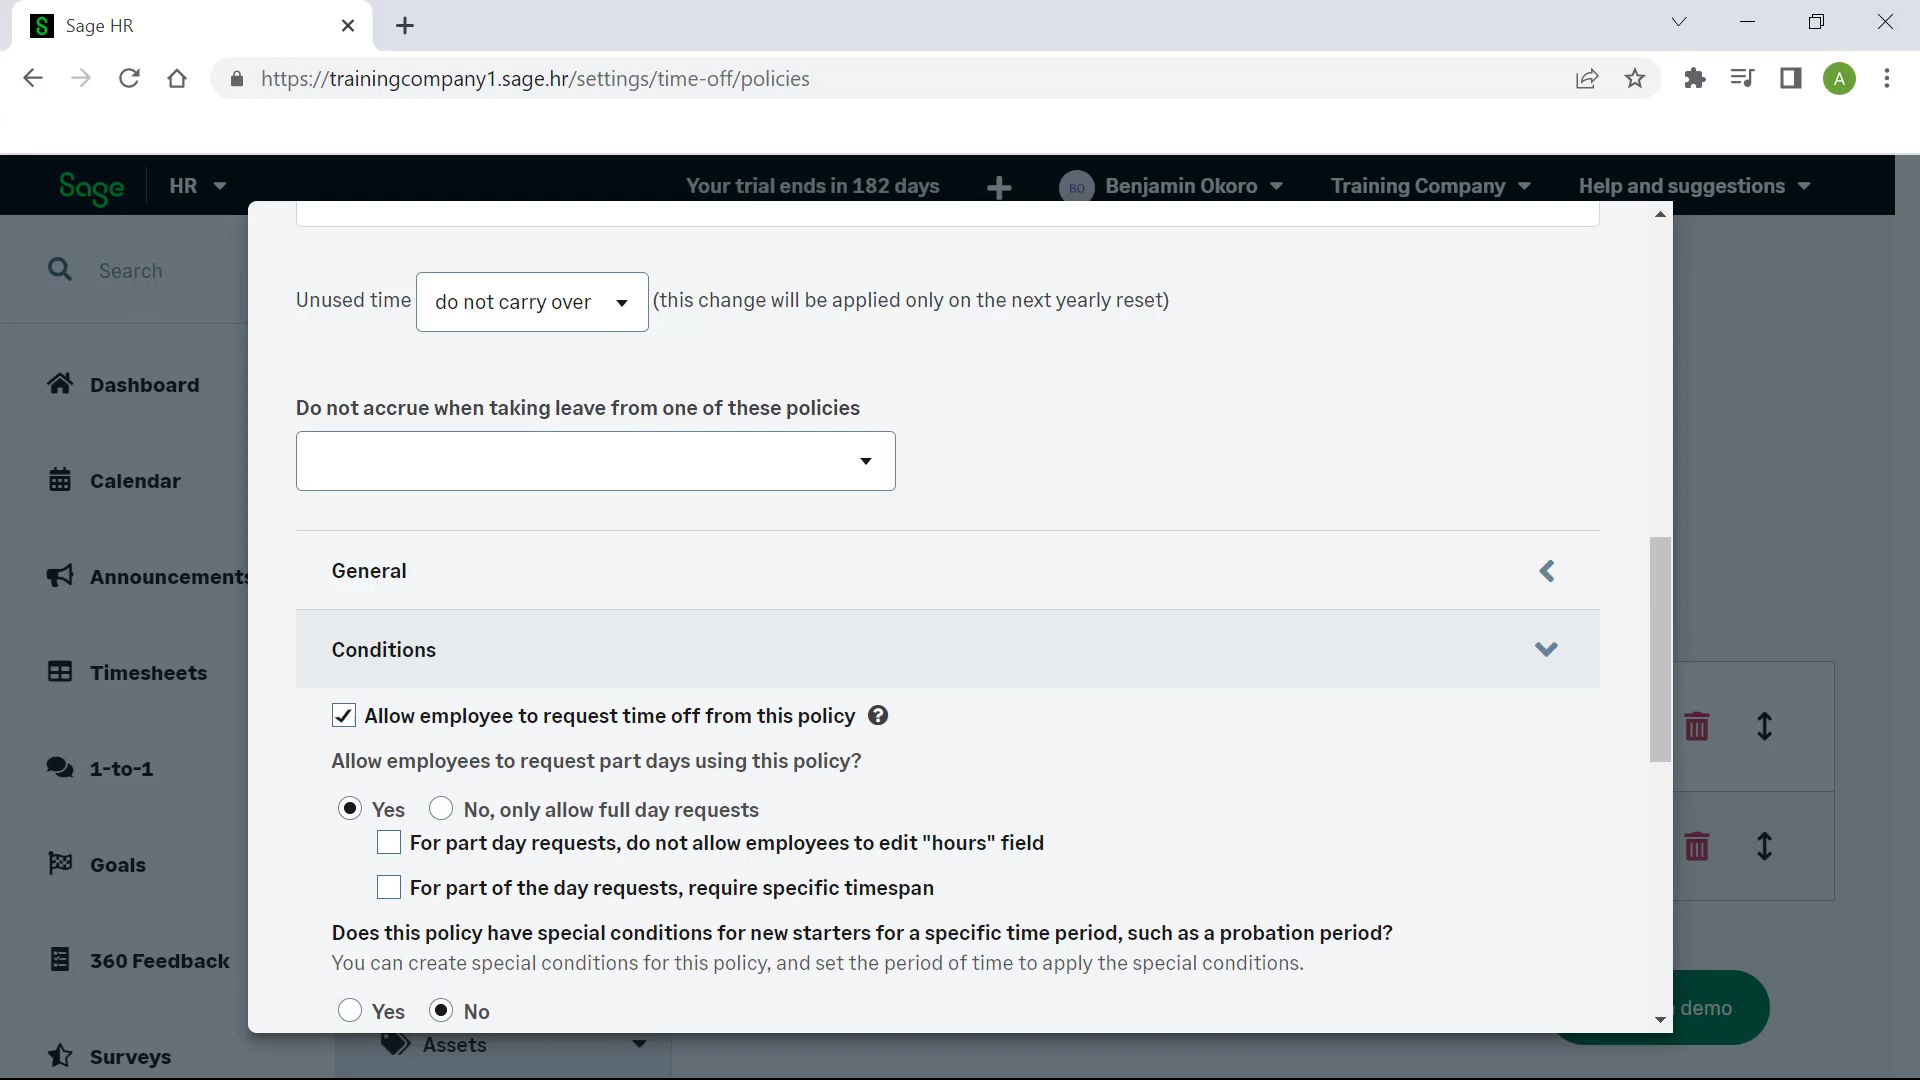 Sage HR
https://trainingcompany1.sage.hr/settings/time-off/policies
A
Sage
HR
Your trial ends in 182 days
BO
Benjamin Okoro
Training Company
Help and suggestions
Search
Unused time
do not carry over
(this change will be applied only on the next yearly reset)
Dashboard
Do not accrue when taking leave from one of these policies
Calendar
Announcements
General
Conditions
Timesheets
Allow employee to request time off from this policy
Allow employees to request part days using this policy?
1-to-1
Yes
No, only allow full day requests
For part day requests, do not allow employees to edit "hours" field
Goals
For part of the day requests, require specific timespan
Does this policy have special conditions for new starters for a specific time period, such as a probation period?
360 Feedback
You can create special conditions for this policy, and set the period of time to apply the special conditions.
Yes
No
demo
Assets
Surveys